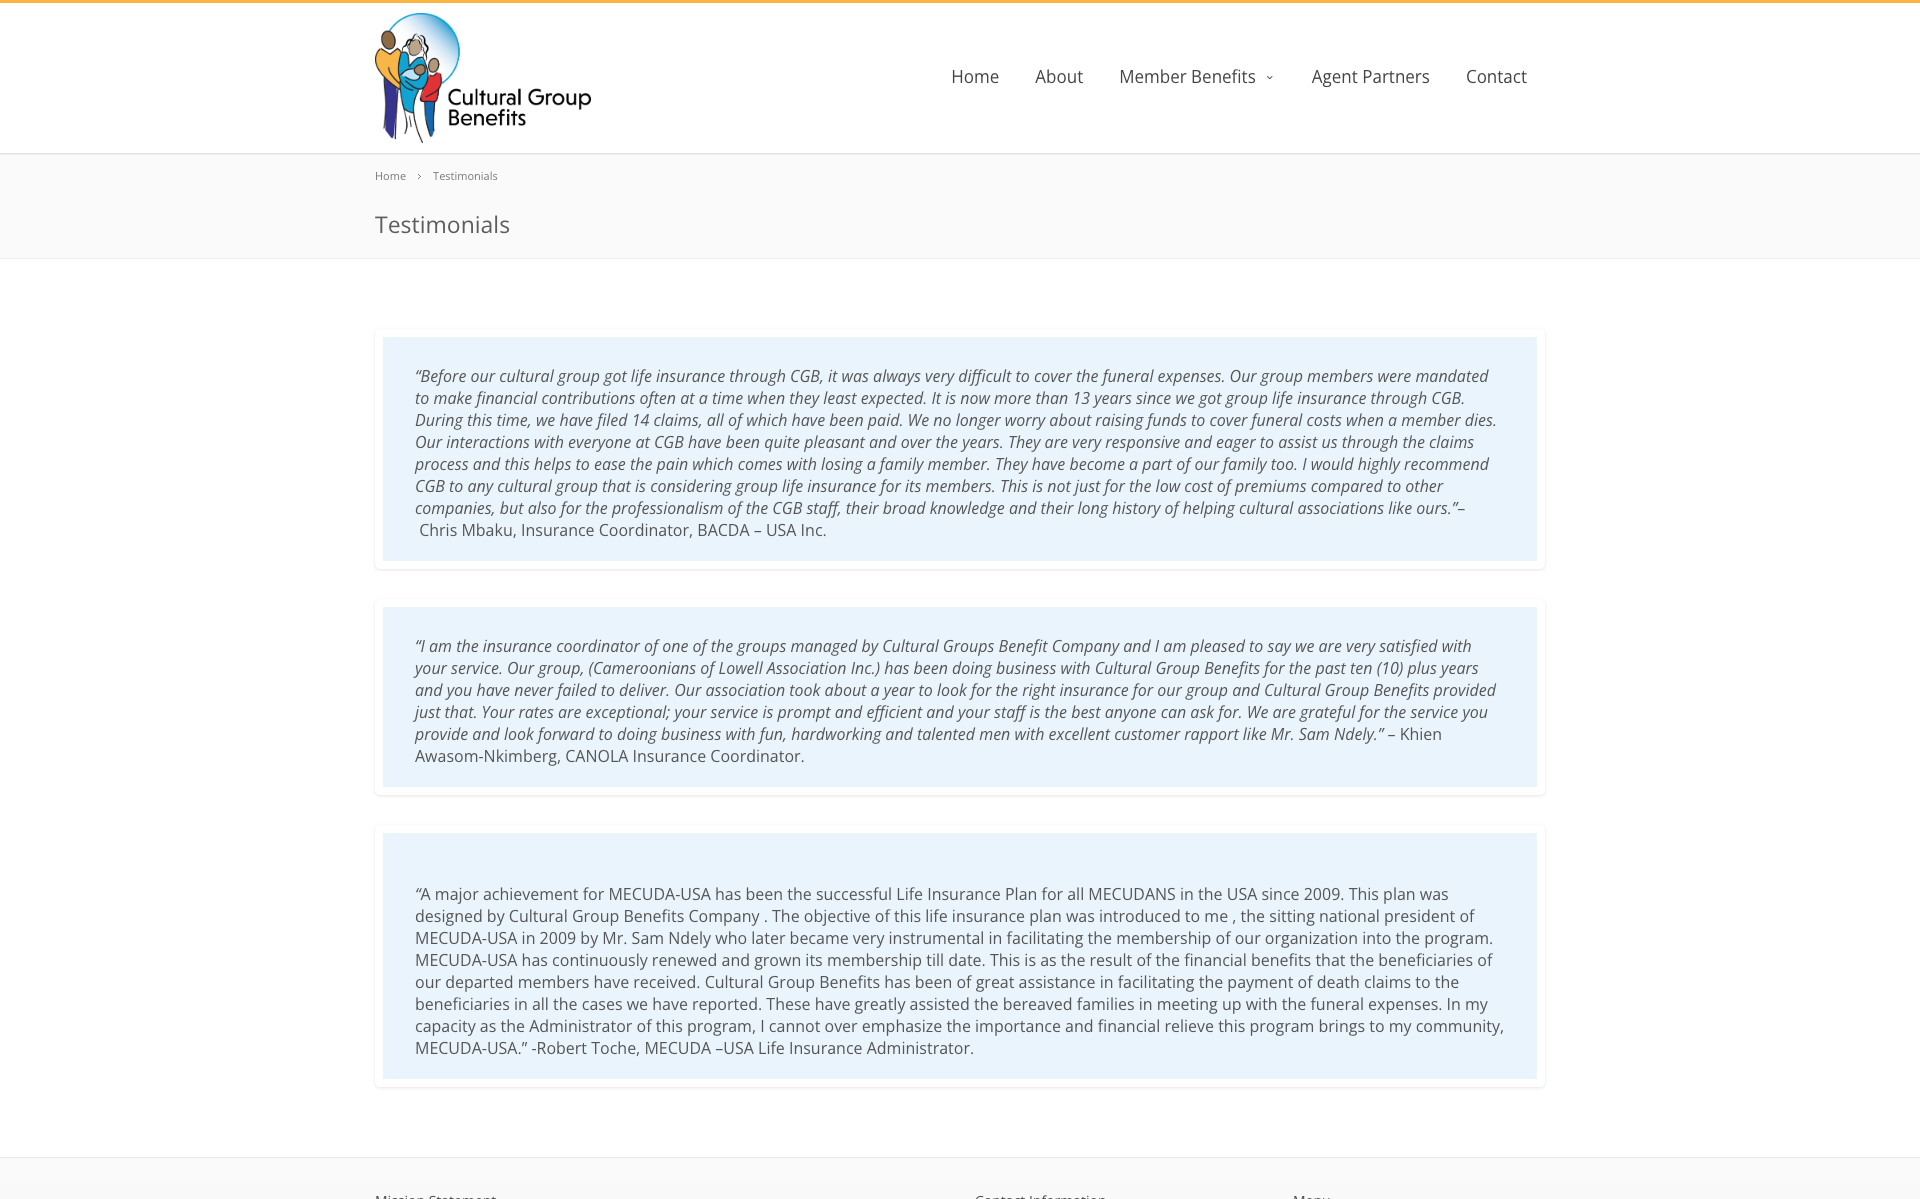 Cultural Group
Benefits
Home About Member Benefits Agent Partners Contact
Home > Testimonials
Testimonials
“Before our cultural group got life insurance through CGB, it was always very difficult to cover the funeral expenses. Our group members were mandated
to make financial contributions often at a time when they least expected. It is now more than 13 years since we got group life insurance through CGB.
During this time, we have filed 14 claims, all of which have been paid. We no longer worry about raising funds to cover funeral costs when a member dies.
Our interactions with everyone at CGB have been quite pleasant and over the years. They are very responsive and eager to assist us through the claims
process and this helps to ease the pain which comes with losing a family member. They have become a part of our family too. I would highly recommend
CGB to any cultural group that is considering group life insurance for its members. This is not just for the low cost of premiums compared to other
companies, but also for the professionalism of the CGB staff, their broad knowledge and their long history of helping cultural associations like ours.”–
Chris Mbaku, Insurance Coordinator, BACDA – USA Inc.
“I am the insurance coordinator of one of the groups managed by Cultural Groups Benefit Company and I am pleased to say we are very satisfied with
your service. Our group, (Cameroonians of Lowell Association Inc.) has been doing business with Cultural Group Benefits for the past ten (10) plus years
and you have never failed to deliver. Our association took about a year to look for the right insurance for our group and Cultural Group Benefits provided
just that. Your rates are exceptional; your service is prompt and efficient and your staff is the best anyone can ask for. We are grateful for the service you
provide and look forward to doing business with fun, hardworking and talented men with excellent customer rapport like Mr. Sam Ndely.” – Khien
Awasom-Nkimberg, CANOLA Insurance Coordinator.
“A major achievement for MECUDA-USA has been the successful Life Insurance Plan for all MECUDANS in the USA since 2009. This plan was
designed by Cultural Group Benefits Company . The objective of this life insurance plan was introduced to me , the sitting national president of
MECUDA-USA in 2009 by Mr. Sam Ndely who later became very instrumental in facilitating the membership of our organization into the program.
MECUDA-USA has continuously renewed and grown its membership till date. This is as the result of the financial benefits that the beneficiaries of
our departed members have received. Cultural Group Benefits has been of great assistance in facilitating the payment of death claims to the
beneficiaries in all the cases we have reported. These have greatly assisted the bereaved families in meeting up with the funeral expenses. In my
capacity as the Administrator of this program, I cannot over emphasize the importance and financial relieve this program brings to my community,
MECUDA-USA.” -Robert Toche, MECUDA –USA Life Insurance Administrator.
Mission Statement Contact Information Menu